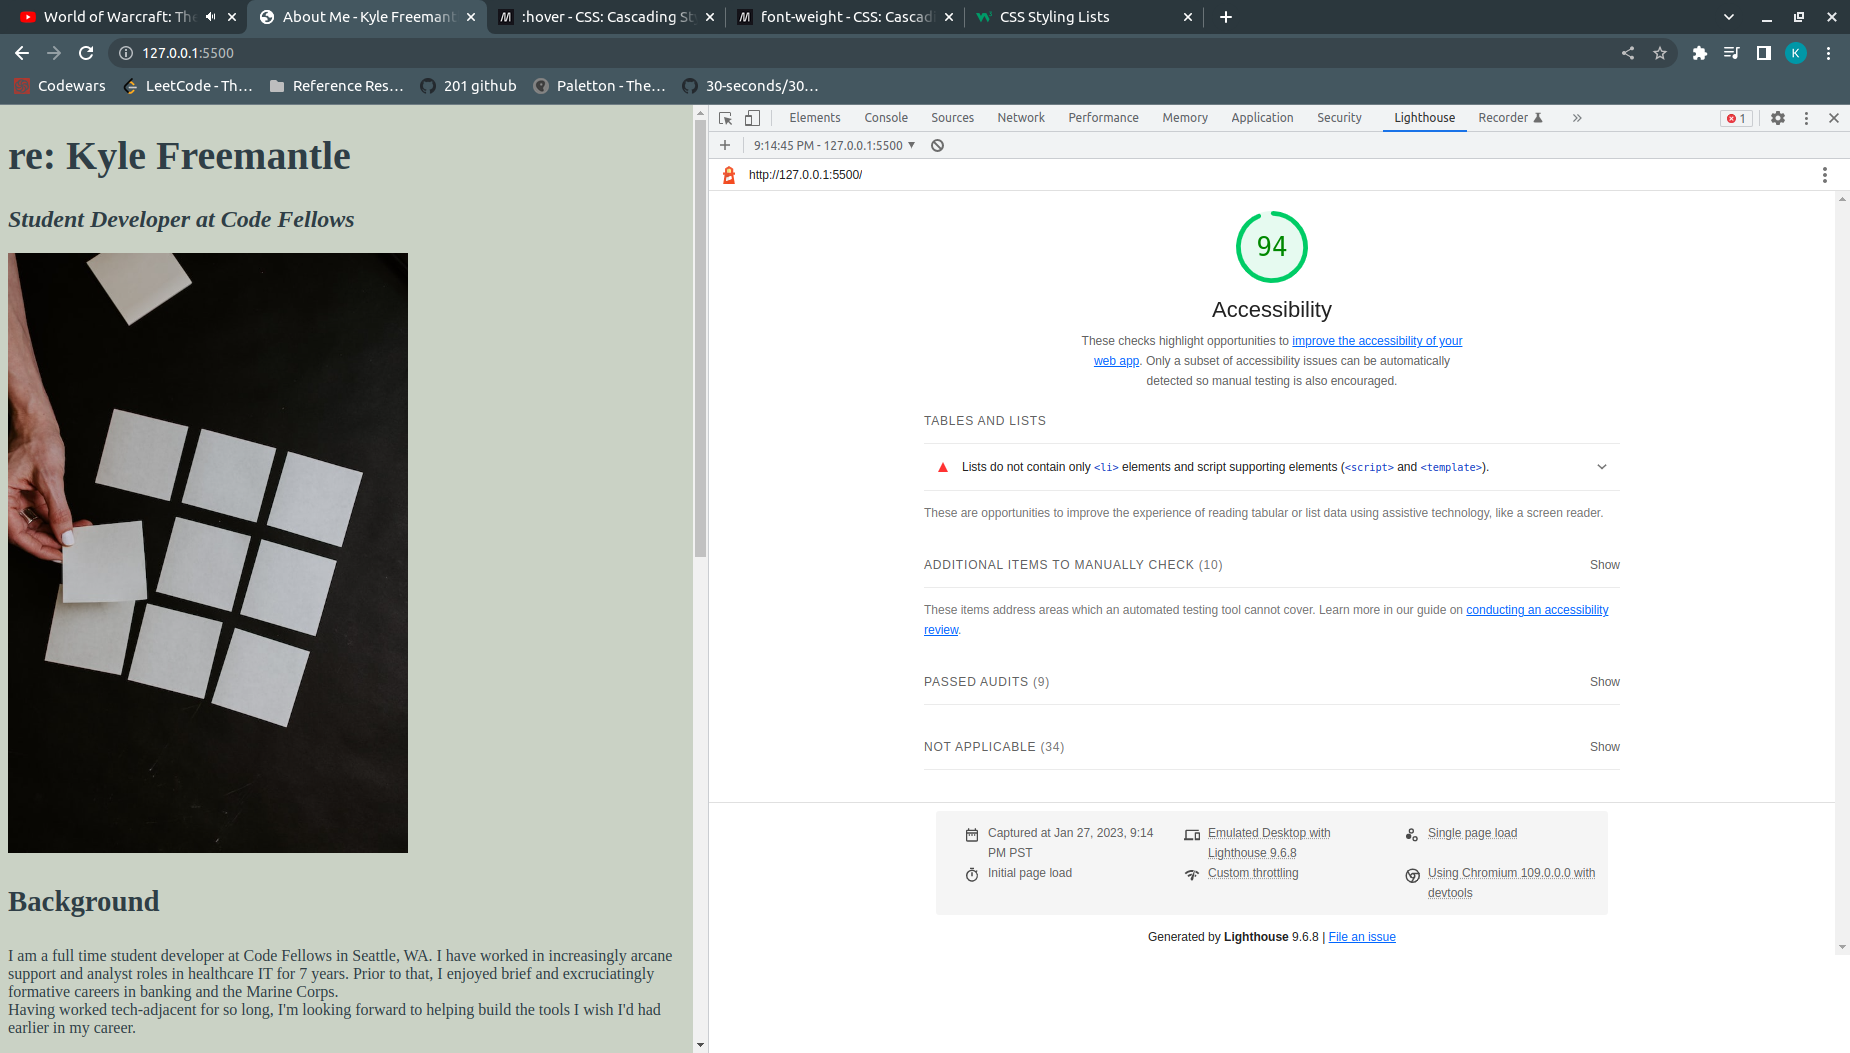 World of Warcraft: The
About Me - Kyle Freemant
:hover - CSS: Cascading St
font-weight - CSS: Cascadi
CSS Styling Lists
127.0.0.1:5500
K
Codewars
LeetCode - Th…
Reference Res…
201 github
Paletton - The…
30-seconds/30…
re: Kyle Freemantle
Student Developer at Code Fellows
Background
I am a full time student developer at Code Fellows in Seattle, WA. I have worked in increasingly arcane
support and analyst roles in healthcare IT for 7 years. Prior to that, I enjoyed brief and excruciatingly
formative careers in banking and the Marine Corps.
Having worked tech-adjacent for so long, I'm looking forward to helping build the tools I wish I'd had
earlier in my career.
Elements Console Sources Network Performance Memory Application Security Lighthouse Recorder 1
9:14:45 PM - 127.0.0.1:5500
http://127.0.0.1:5500/
94
Accessibility
These checks highlight opportunities to improve the accessibility of your
web app. Only a subset of accessibility issues can be automatically
detected so manual testing is also encouraged.
TABLES AND LISTS
Lists do not contain only <li> elements and script supporting elements (<script> and <template>).
These are opportunities to improve the experience of reading tabular or list data using assistive technology, like a screen reader.
ADDITIONAL ITEMS TO MANUALLY CHECK (10) Show
These items address areas which an automated testing tool cannot cover. Learn more in our guide on conducting an accessibility
review.
PASSED AUDITS (9) Show
NOT APPLICABLE (34) Show
Captured at Jan 27, 2023, 9:14
PM PST
Emulated Desktop with
Lighthouse 9.6.8
Single page load
Initial page load
Custom throttling
Using Chromium 109.0.0.0 with
devtools
Generated by Lighthouse 9.6.8 | File an issue